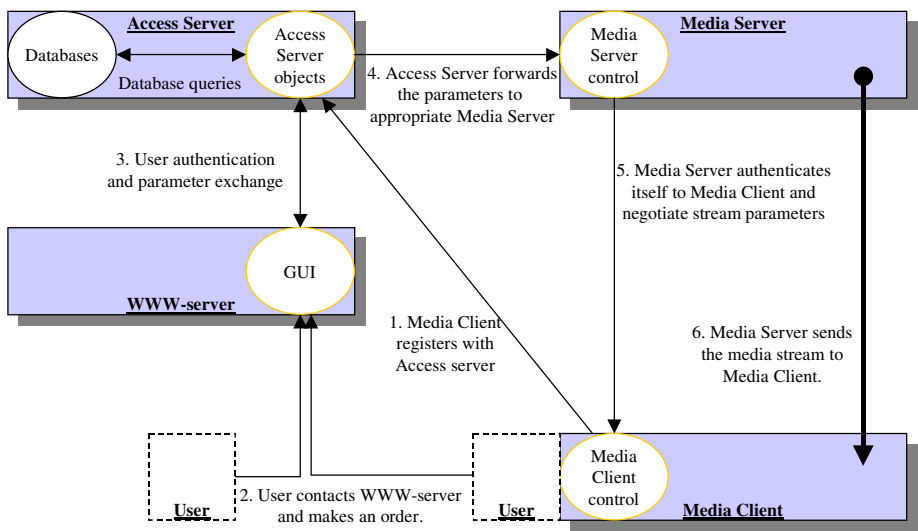 Access Server
Media Server
Databases
Access
Server
objects
Database queries
Media
Server
control
4. Access Server forwards
the parameters to
appropriate Media Server
3. User authentication
and parameter exchange
5. Media Server authenticates
itself to Media Client and
negotiate stream parameters
GUI
WWW-server
1. Media Client
registers with
Access server
6. Media Server sends
the media stream to
Media Client.
User
2. User contacts WWW-server
and makes an order.
User
Media
Client
control
Media Client